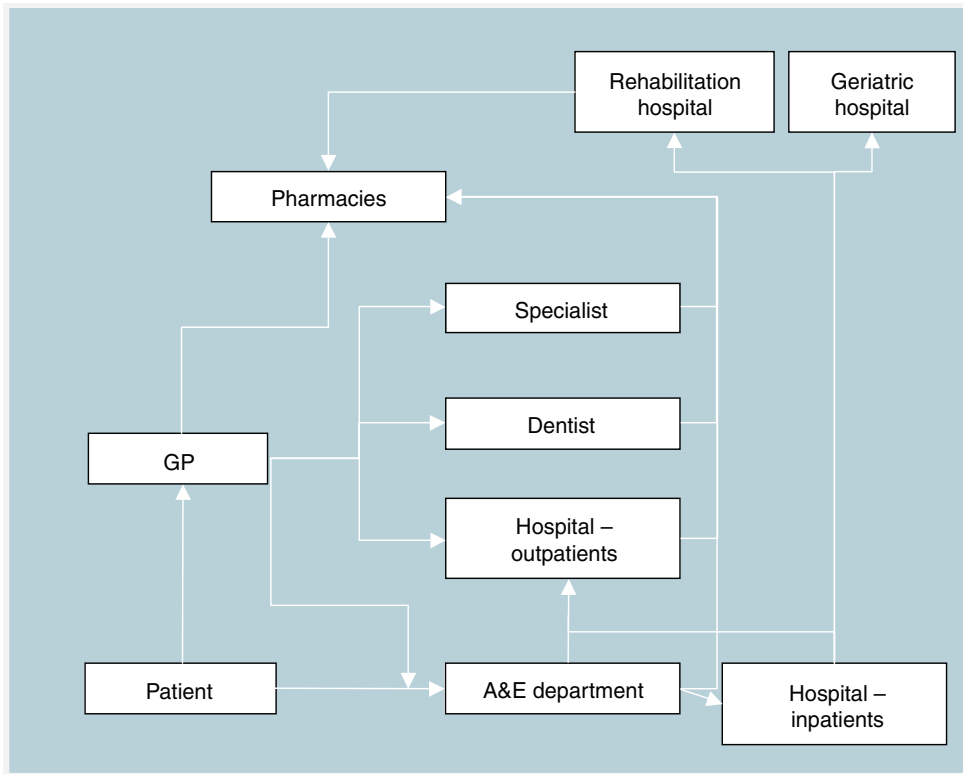 Rehabilitation
hospital
Geriatric
hospital
Pharmacies
Specialist
Dentist
GP
Hospital –
outpatients
Patient
A&E department
Hospital –
inpatients